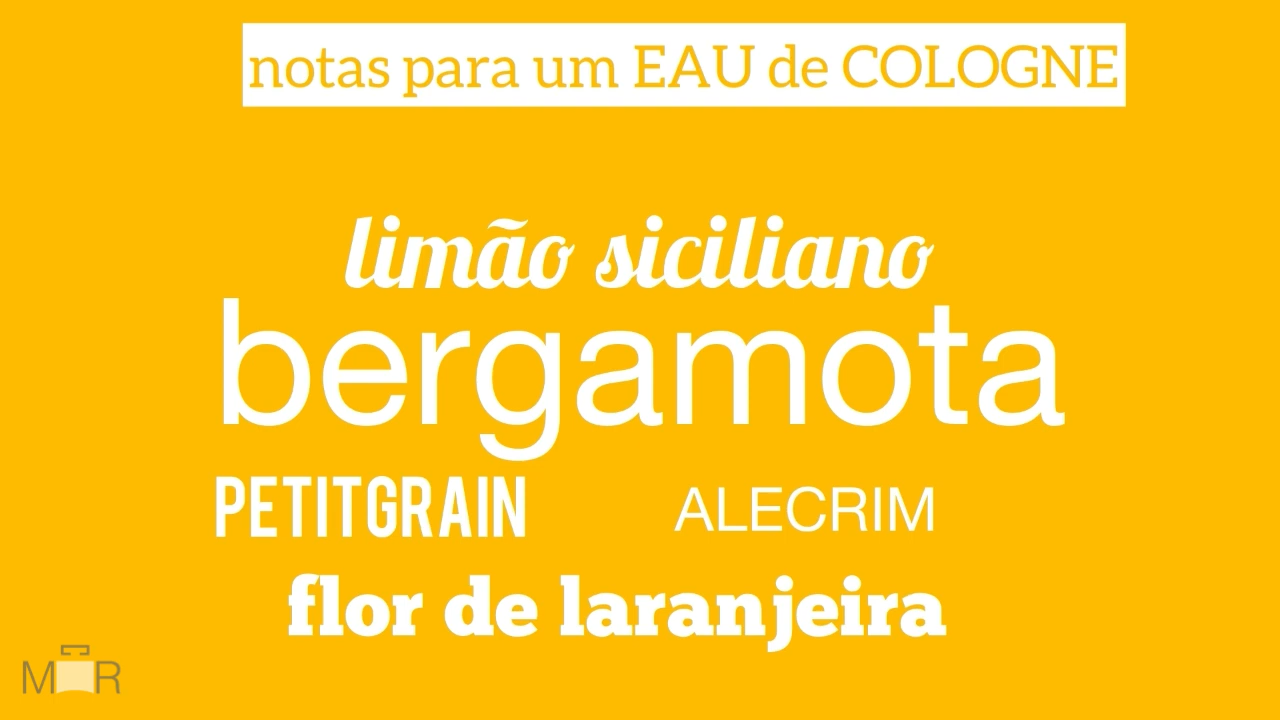 notas para um EAU de COLOGNE
limão siciliano
bergamota
PETITGRAIN ALECRIM
flor de laranjeira
M R